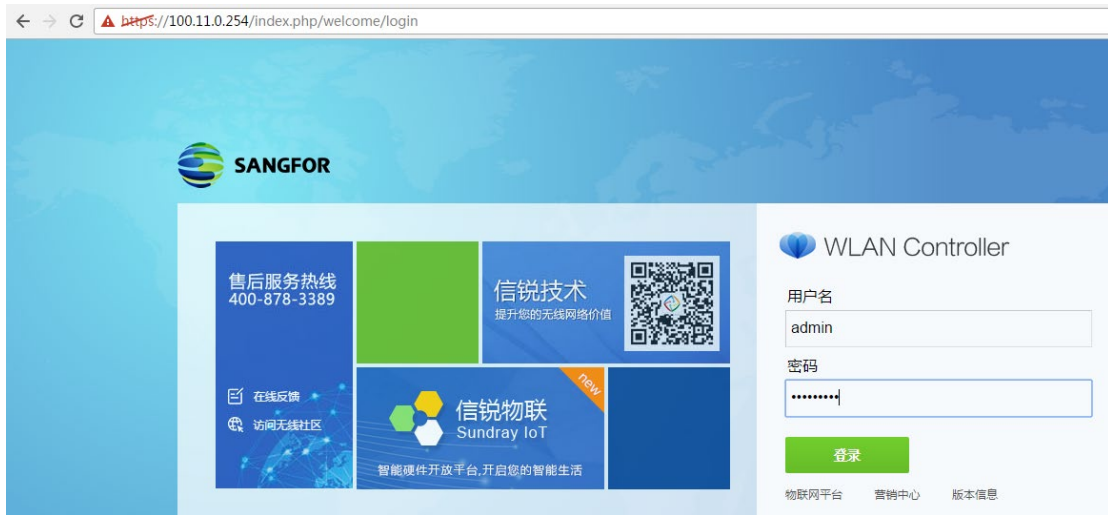 https://100.11.0.254/index.php/welcome/login
SANGFOR
售后服务热线
400-878-3389
在线反馈
访问无线社区
信锐技术
提升您的无线网络价值
new
信锐物联
Sundray IoT
智能硬件开放平台,开启您的智能生活
WLAN Controller
用户名
admin
密码
•••••••••
登录
物联网平台 营销中心 版本信息